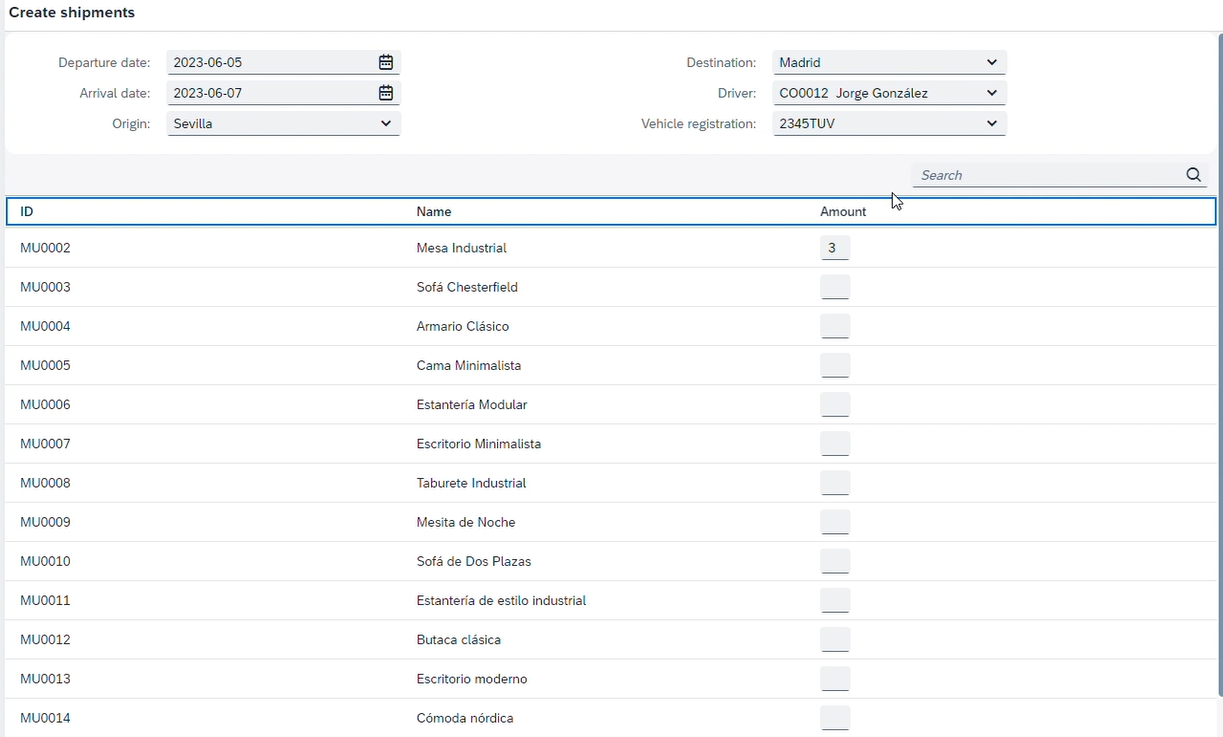 Create shipments
Departure date: 2023-06-05 Destination: Madrid
Arrival date: 2023-06-07 Driver: CO0012 Jorge González
Origin: Sevilla Vehicle registration: 2345TUV
Search
ID Name Amount
MU0002 Mesa Industrial 3
MU0003 Sofá Chesterfield
MU0004 Armario Clásico
MU0005 Cama Minimalista
MU0006 Estantería Modular
MU0007 Escritorio Minimalista
MU0008 Taburete Industrial
MU0009 Mesita de Noche
MU0010 Sofá de Dos Plazas
MU0011 Estantería de estilo industrial
MU0012 Butaca clásica
MU0013 Escritorio moderno
MU0014 Cómoda nórdica